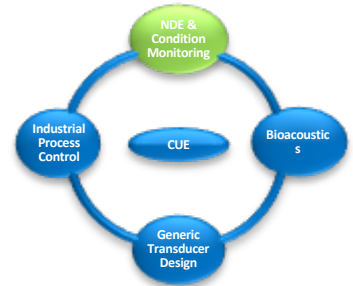 NDE &
Condition
Monitoring
Industrial
Process
Control
CUE
Bioacoustic
s
Generic
Transducer
Design